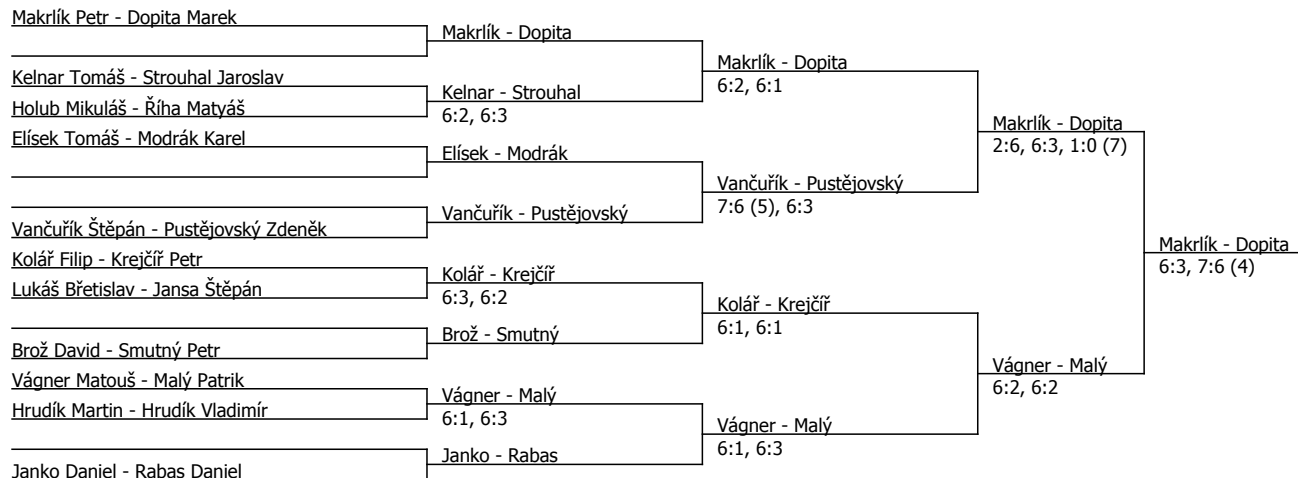 Makrlík Petr - Dopita Marek
Kelnar Tomáš - Strouhal Jaroslav
Holub Mikuláš - Říha Matyáš
Elísek Tomáš - Modrák Karel
Vančuřík Štěpán - Pustějovský Zdeněk
Kolář Filip - Krejčíř Petr
Lukáš Břetislav - Jansa Štěpán
Brož David - Smutný Petr
Vágner Matouš - Malý Patrik
Hrudík Martin - Hrudík Vladimír
Janko Daniel - Rabas Daniel
Makrlík - Dopita
Kelnar - Strouhal
6:2, 6:3
Elísek - Modrák
Vančuřík - Pustějovský
Kolář - Krejčíř
6:3, 6:2
Brož - Smutný
Vágner - Malý
6:1, 6:3
Janko - Rabas
Makrlík - Dopita
6:2, 6:1
Vančuřík - Pustějovský
7:6 (5), 6:3
Kolář - Krejčíř
6:1, 6:1
Vágner - Malý
6:1, 6:3
Makrlík - Dopita
2:6, 6:3, 1:0 (7)
Vágner - Malý
6:2, 6:2
Makrlík - Dopita
6:3, 7:6 (4)